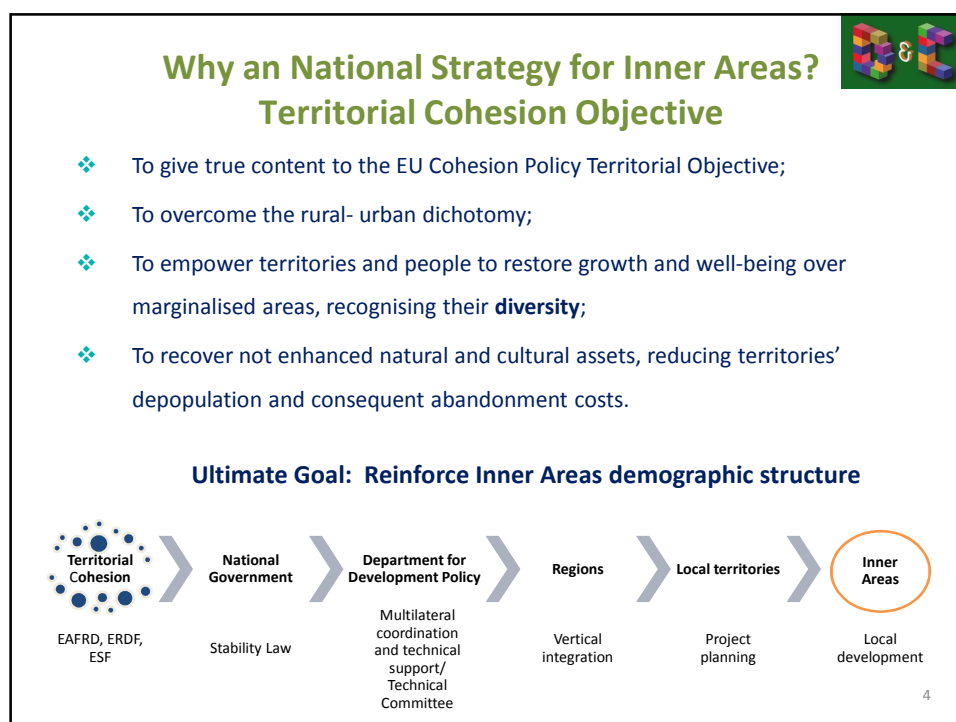 D & C
Why an National Strategy for Inner Areas?
Territorial Cohesion Objective
To give true content to the EU Cohesion Policy Territorial Objective;
To overcome the rural- urban dichotomy;
To empower territories and people to restore growth and well-being over
marginalised areas, recognising their diversity;
To recover not enhanced natural and cultural assets, reducing territories’
depopulation and consequent abandonment costs.
Ultimate Goal: Reinforce Inner Areas demographic structure
Territorial
Cohesion
EAFRD, ERDF,
ESF
National
Government
Stability Law
Department for
Development Policy
Multilateral
coordination
and technical
support/
Technical
Committee
Regions
Vertical
integration
Local territories
Project
planning
Inner
Areas
Local
development
4